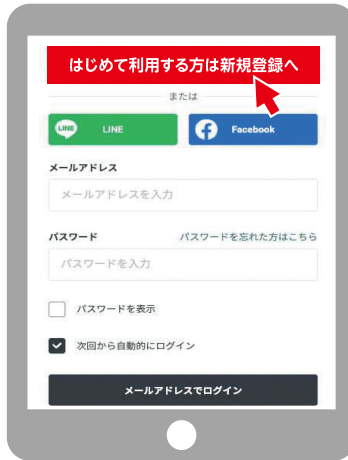 はじめて利用する方は新規登録へ
または
LINE LINE
Facebook
メールアドレス
メールアドレスを入力
パスワード パスワードを忘れた方はこちら
パスワードを入力
パスワードを表示
次回から自動的にログイン
メールアドレスでログイン